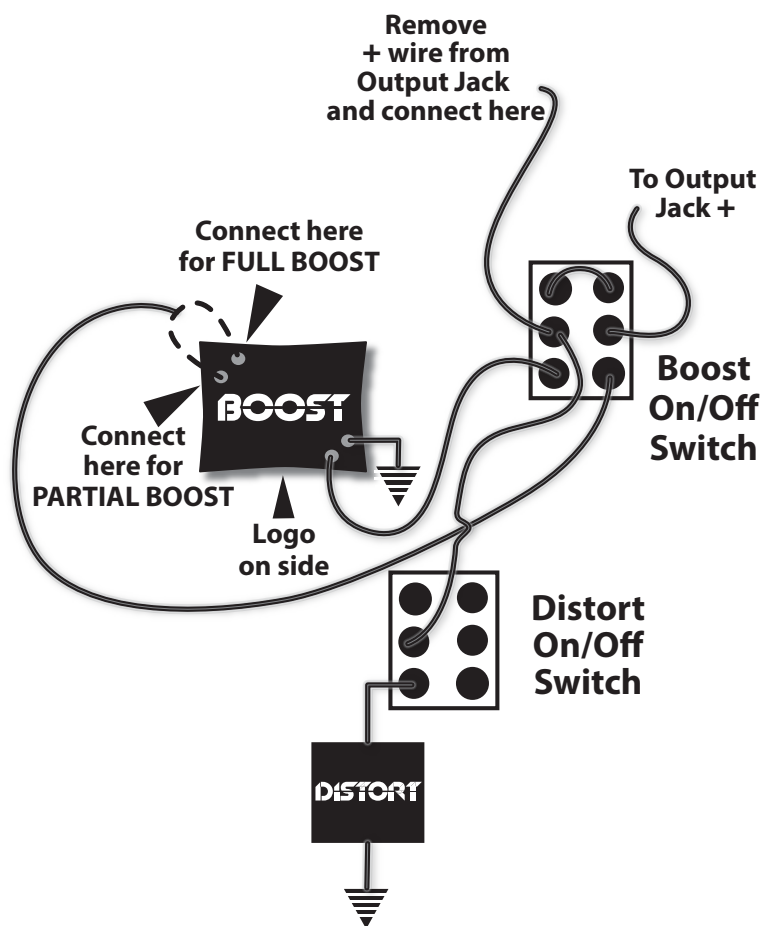 Remove
+ wire from
Output Jack
and connect here
To Output
Jack +
Connect here
for FULL BOOST
BOOST
Boost
On/Off
Switch
Connect
here for
PARTIAL BOOST
Logo
on side
Distort
On/Off
Switch
DISTORT